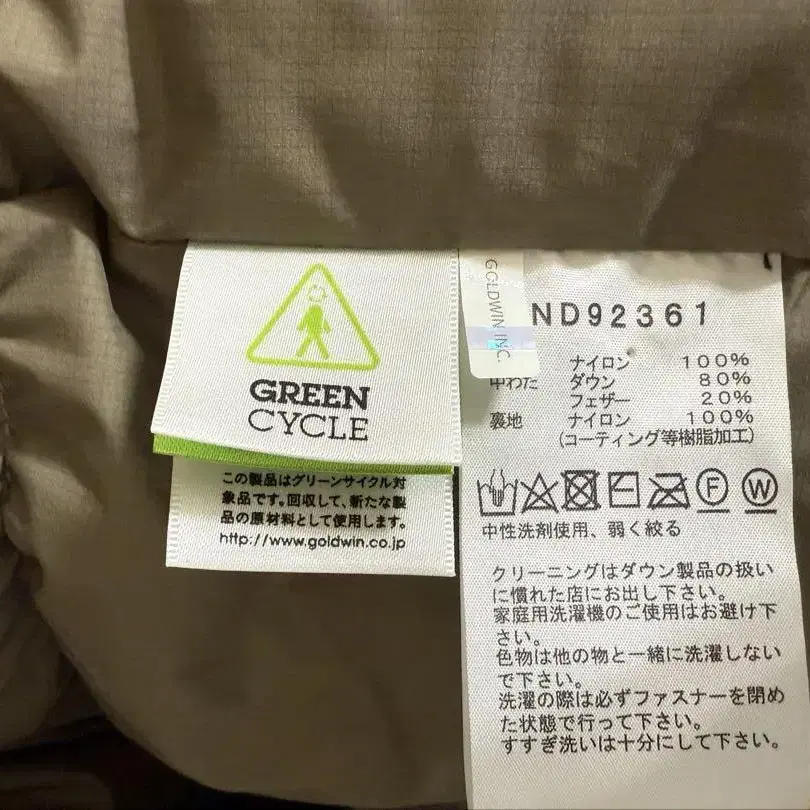 GREEN
CYCLE
この製品はグリーンサイクル対
象品です。回収して、新たな製
品の原材料として使用します。
http://www.goldwin.co.jp
GOLDWIN INC.
ND92361
ナイロン 100%
中わた ダウン 80%
フェザー 20%
裏地 ナイロン 100%
(コーティング等樹脂加工)
F W
中性洗剤使用、弱く絞る
クリーニングはダウン製品の扱い
に慣れた店にお出し下さい。
家庭用洗濯機のご使用はお避け下
さい。
色物は他の物と一緒に洗濯しない
で下さい。
洗濯の際は必ずファスナーを閉め
た状態で行って下さい。
すすぎ洗いは十分にして下さい。